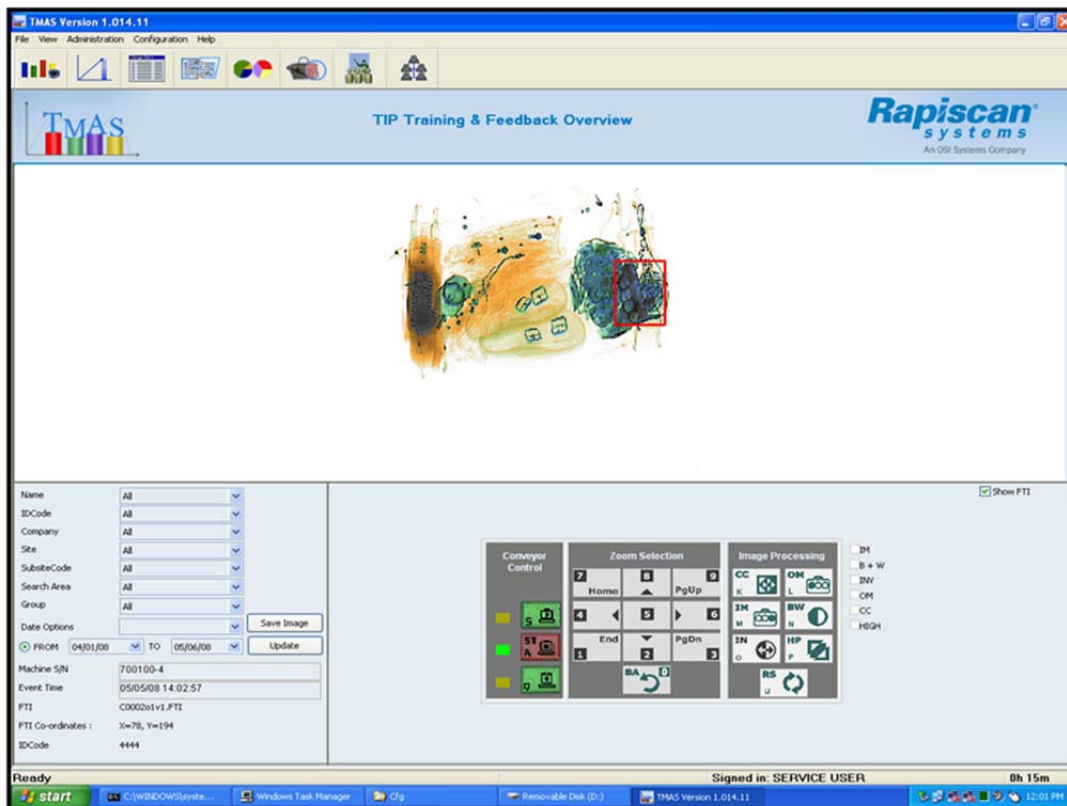 TMAS Version 1.014.11
File View Administration Configuration Help
TMAS
TIP Training & Feedback Overview
Rapiscan
systems
An OSI Systems Company
Show FTI
Name All
IDCode All
Company All
Site All
SubsiteCode All
Search Area All
Group All
Date Options Save Image
FROM 04/01/08 TO 05/06/08 Update
Machine S/N 700100-4
Event Time 05/05/08 14:02:57
FTI C0002o1v1.FTI
FTI Co-ordinates : X=78, Y=194
IDCode 4444
Conveyor
Control
S
ST
R
Q
Zoom Selection
7 8 9
Home PgUp
4 5 6
End PgDn
1 2 3
BA 0
Image Processing
CC OM
K L
IM BW
M N
IN HP
O P
RS
U
IM
B + W
INV
OM
CC
HIGH
Ready Signed in: SERVICE USER 0h 15m
start C:\WINDOWS\syste... Windows Task Manager Cfg Removable Disk (D:) TMAS Version 1.014.11 12:01 PM